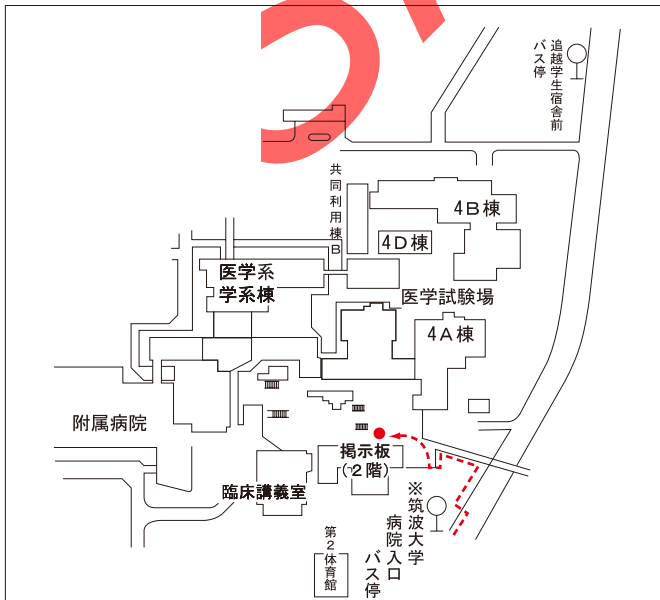 追越学生宿舎前
バス停
共同利用棟B
4B棟
4D棟
医学系
学系棟
医学試験場
4A棟
附属病院
掲示板
(2階)
臨床講義室
※筑波大学
病院入口
バス停
第2体育館